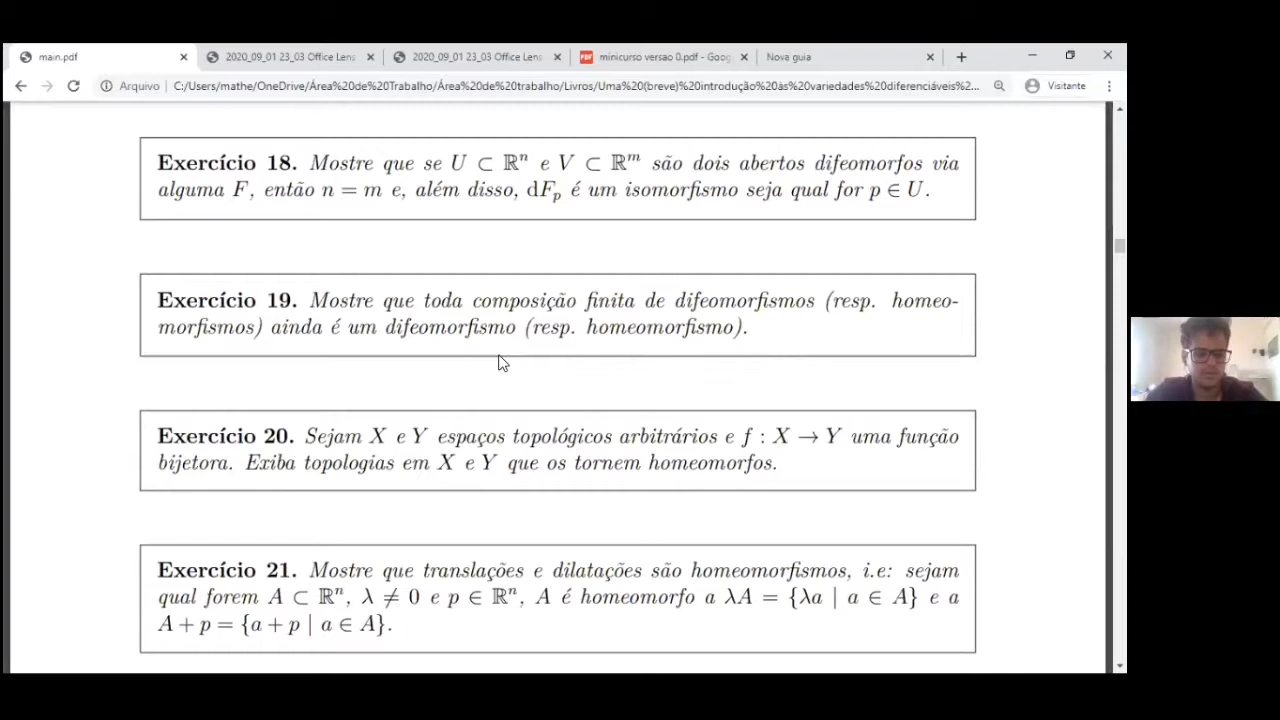 main.pdf
2020_09_01 23_03 Office Lens
2020_09_01 23_03 Office Lens
minicurso versao 0.pdf - Goog
Nova guia
Arquivo
C:/Users/mathe/OneDrive/Área%20de%20Trabalho/Área%20de%20trabalho/Livros/Uma%20(breve)%20introdução%20às%20variedades%20diferenciáveis%2...
Visitante
Exercício 18. Mostre que se U ⊂ ℝⁿ e V ⊂ ℝᵐ são dois abertos difeomorfos via
alguma F, então n = m e, além disso, dFₚ é um isomorfismo seja qual for p ∈ U.
Exercício 19. Mostre que toda composição finita de difeomorfismos (resp. homeo-
morfismos) ainda é um difeomorfismo (resp. homeomorfismo).
Exercício 20. Sejam X e Y espaços topológicos arbitrários e f : X → Y uma função
bijetora. Exiba topologias em X e Y que os tornem homeomorfos.
Exercício 21. Mostre que translações e dilatações são homeomorfismos, i.e: sejam
qual forem A ⊂ ℝⁿ, λ ≠ 0 e p ∈ ℝⁿ, A é homeomorfo a λA = {λa | a ∈ A} e a
A + p = {a + p | a ∈ A}.